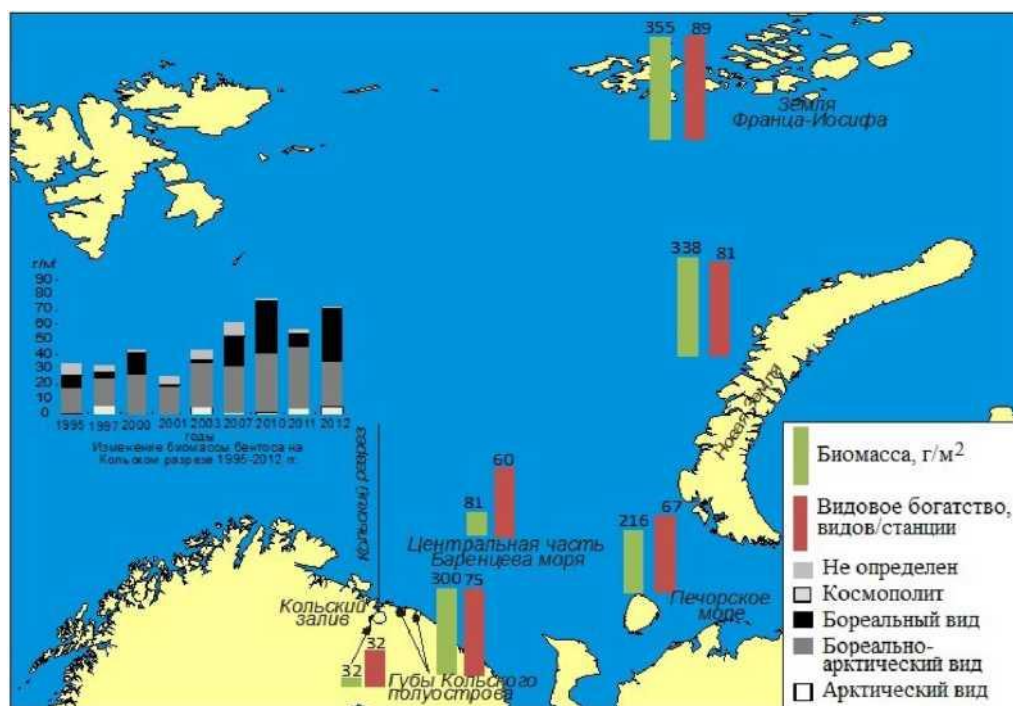 355
89
Земля
Франца-Иосифа
338
81
Новая Земля
г/м²
90
80
70
60
50
40
30
20
10
0
1995 1997 2000 2001 2003 2007 2010 2011 2012
годы
Изменение биомассы бентоса на
Кольском разрезе 1995-2012 гг.
Кольский разрез
60
81
Центральная часть
Баренцева моря
216
67
Печорское
море
300
75
Кольский
залив
32
32
Губы Кольского
полуострова
Биомасса, г/м²
Видовое богатство,
видов/станции
Не определен
Космополит
Бореальный вид
Бореально-
арктический вид
Арктический вид